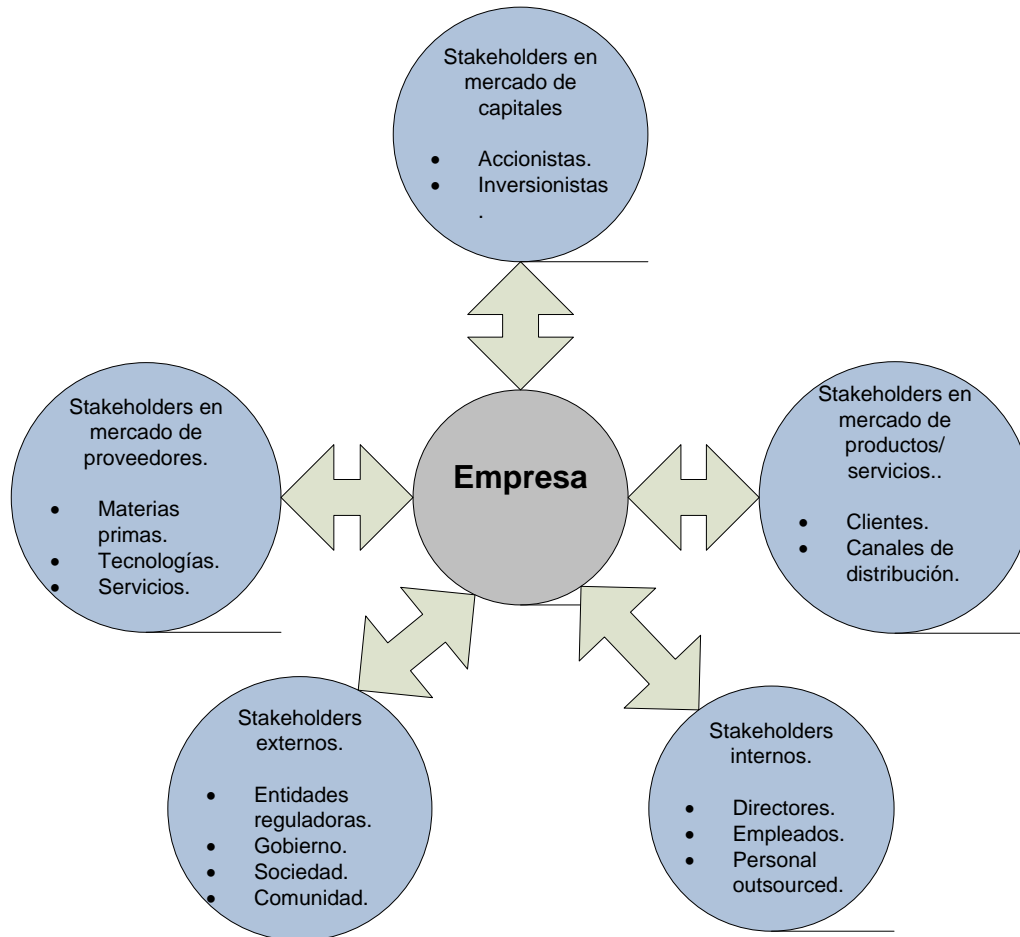 Stakeholders en
mercado de
capitales
• Accionistas.
• Inversionistas
.
Stakeholders en
mercado de
proveedores.
• Materias
primas.
• Tecnologías.
• Servicios.
Empresa
Stakeholders en
mercado de
productos/
servicios..
• Clientes.
• Canales de
distribución.
Stakeholders
externos.
• Entidades
reguladoras.
• Gobierno.
• Sociedad.
• Comunidad.
Stakeholders
internos.
• Directores.
• Empleados.
• Personal
outsourced.